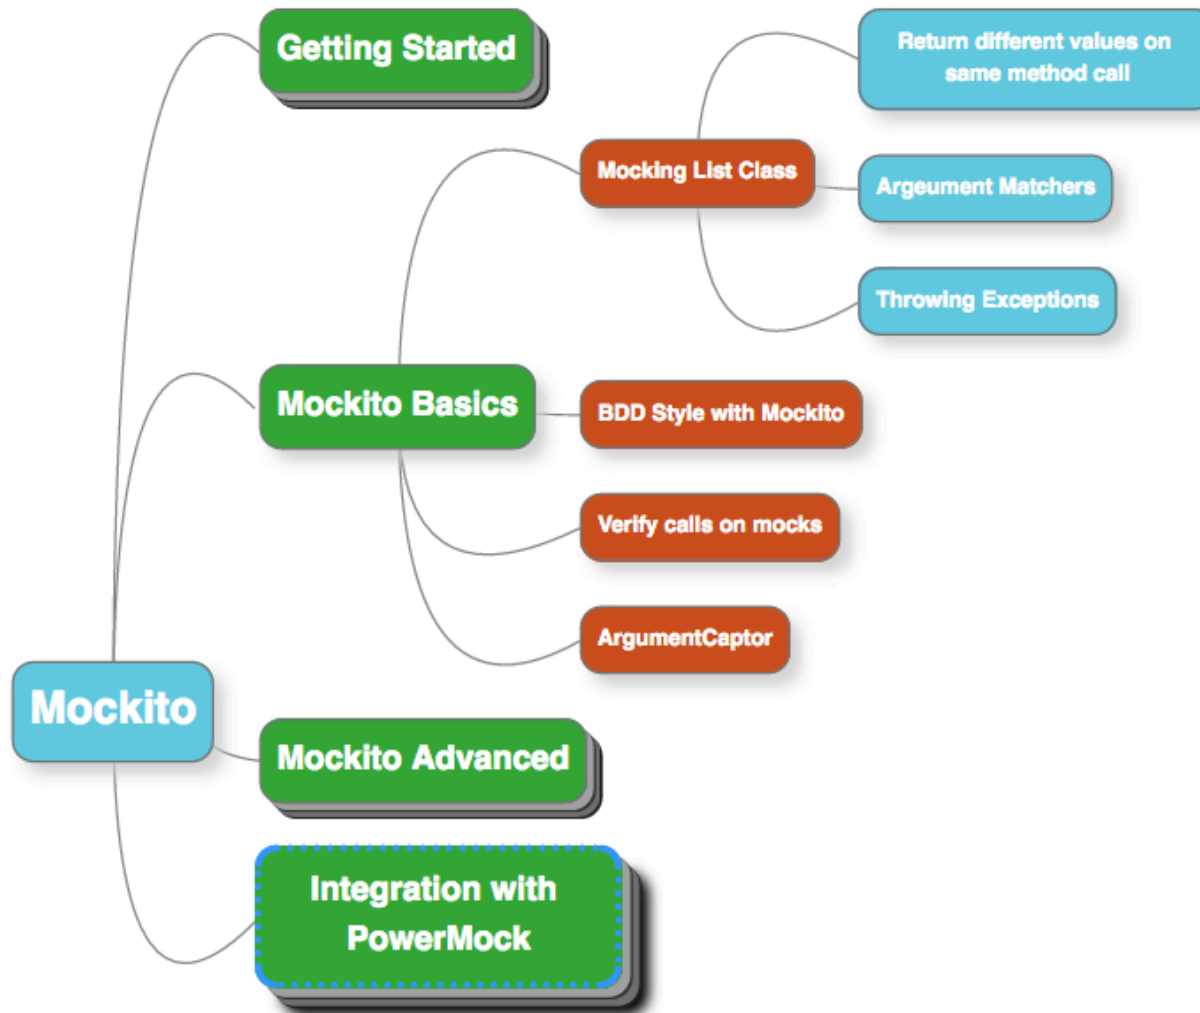 Getting Started
Return different values on
same method call
Mocking List Class
Argeument Matchers
Throwing Exceptions
Mockito Basics
BDD Style with Mockito
Verify calls on mocks
ArgumentCaptor
Mockito
Mockito Advanced
Integration with
PowerMock